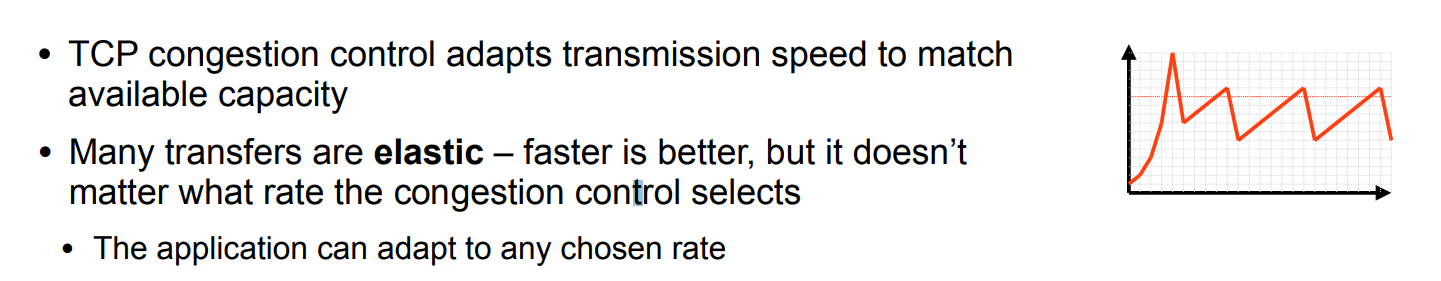 • TCP congestion control adapts transmission speed to match
available capacity
• Many transfers are elastic – faster is better, but it doesn’t
matter what rate the congestion control selects
• The application can adapt to any chosen rate